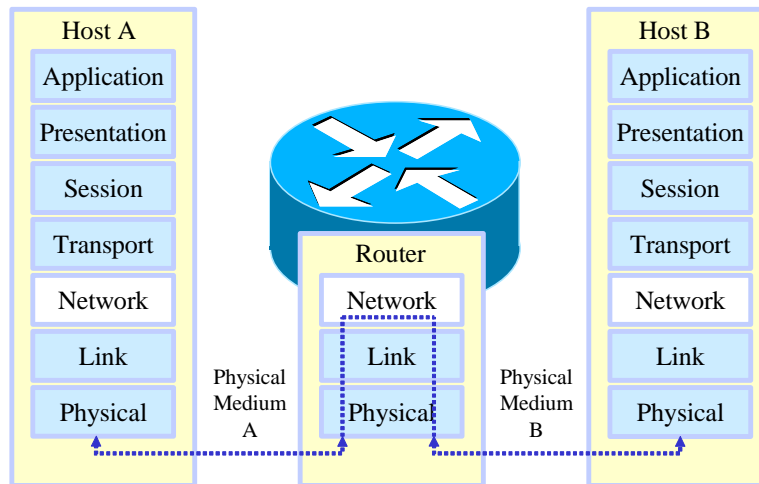 Host A
Application
Presentation
Session
Transport
Network
Link
Physical
Physical
Medium
A
Router
Network
Link
Physical
Physical
Medium
B
Host B
Application
Presentation
Session
Transport
Network
Link
Physical